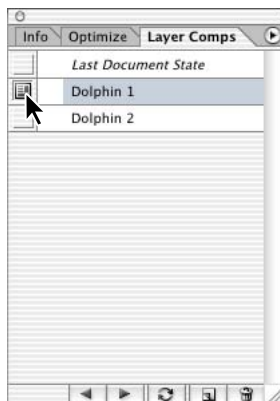 Info Optimize Layer Comps
Last Document State
Dolphin 1
Dolphin 2